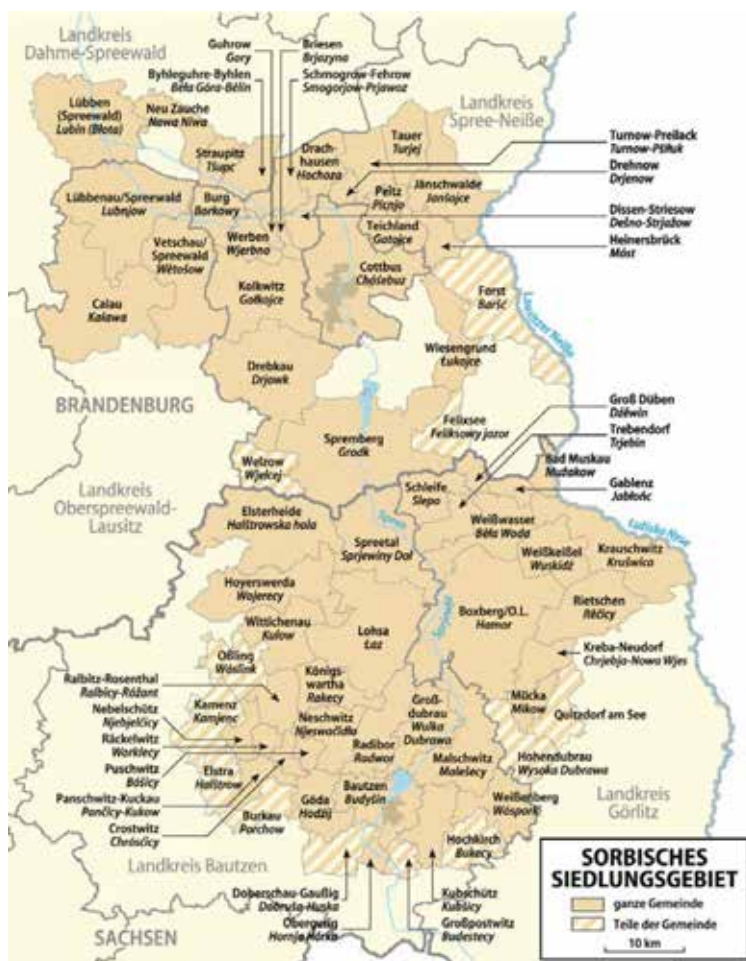 Landkreis
Dahme-Spreewald
Guhrow
Gory
Briesen
Brjazyna
Byhleguhre-Byhlen
Běła Góra-Bělin
Schmogrow-Fehrow
Smogorjow-Prjawoz
Landkreis
Spree-Neiße
Lübben
(Spreewald)
Lubin (Błota)
Neu Zauche
Nowa Niwa
Straupitz
Tšupc
Drach-
hausen
Hochoza
Tauer
Turjej
Turnow-Preilack
Turnow-Pśiłuk
Drehnow
Drjenow
Lübbenau/Spreewald
Lubnjow
Burg
Borkowy
Peitz
Picnjo
Jänschwalde
Janšojce
Dissen-Striesow
Dešno-Strjažow
Teichland
Gatojce
Heinersbrück
Móst
Vetschau/
Spreewald
Wětošow
Werben
Wjerbno
Cottbus
Chóśebuz
Forst
Baršć
Lausitzer Neiße
Kolkwitz
Gołkojce
Calau
Kalawa
Wiesengrund
Łukojce
Drebkau
Drjowk
BRANDENBURG
Groß Düben
Dźěwin
Felixsee
Feliksowy jazor
Trebendorf
Trjebin
Spremberg
Grodk
Bad Muskau
Mužakow
Welzow
Wjelcej
Gablenz
Jabłońc
Landkreis
Oberspreewald-
Lausitz
Schleife
Slepo
Elsterheide
Halštrowska hola
Spree
Spreetal
Sprjewiny Doł
Weißwasser
Běła Woda
Łužiska Nysa
Weißkeißel
Wuskidź
Krauschwitz
Krušwica
Hoyerswerda
Wojerecy
Boxberg/O.L.
Hamor
Rietschen
Rěčicy
Wittichenau
Kulow
Lohsa
Łaz
Kreba-Neudorf
Chrjebja-Nowa Wjes
Oßling
Wóslink
Ralbitz-Rosenthal
Ralbicy-Róžant
Königs-
wartha
Rakecy
Mücka
Mikow
Kamenz
Kamjenc
Nebelschütz
Njebjelčicy
Groß-
dubrau
Wulka
Dubrawa
Quitzdorf am See
Neschwitz
Njeswačidło
Räckelwitz
Worklecy
Radibor
Radwor
Malschwitz
Malešecy
Hohendubrau
Wysoka Dubrawa
Puschwitz
Bóšicy
Elstra
Halštrow
Bautzen
Budyšin
Panschwitz-Kuckau
Pančicy-Kukow
Göda
Hodźij
Weißenberg
Wóspork
Landkreis
Görlitz
Burkau
Porchow
Crostwitz
Chrósćicy
Hochkirch
Bukecy
Landkreis Bautzen
Doberschau-Gaußig
Dobruša-Huska
Kubschütz
Kubšicy
Obergurig
Hornja Hórka
Großpostwitz
Budestecy
SACHSEN
SORBISCHES
SIEDLUNGSGEBIET
ganze Gemeinde
Teile der Gemeinde
10 km